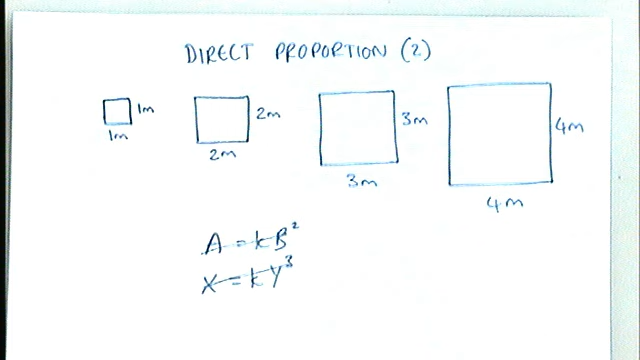 DIRECT PROPORTION (2)
1m
1m
2m
2m
3m
3m
4m
4m
A = kB²
X = kY³